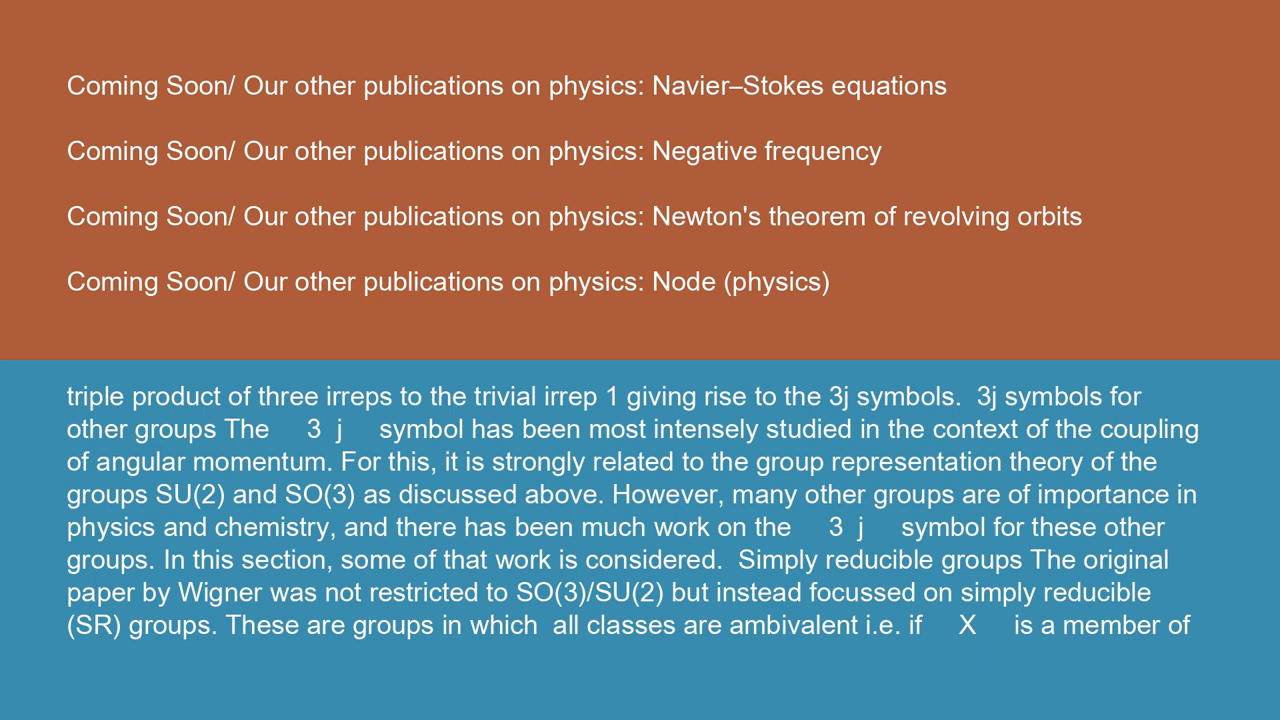 Coming Soon/ Our other publications on physics: Navier–Stokes equations
Coming Soon/ Our other publications on physics: Negative frequency
Coming Soon/ Our other publications on physics: Newton's theorem of revolving orbits
Coming Soon/ Our other publications on physics: Node (physics)
triple product of three irreps to the trivial irrep 1 giving rise to the 3j symbols.  3j symbols for
other groups The     3  j     symbol has been most intensely studied in the context of the coupling
of angular momentum. For this, it is strongly related to the group representation theory of the
groups SU(2) and SO(3) as discussed above. However, many other groups are of importance in
physics and chemistry, and there has been much work on the     3  j     symbol for these other
groups. In this section, some of that work is considered.  Simply reducible groups The original
paper by Wigner was not restricted to SO(3)/SU(2) but instead focussed on simply reducible
(SR) groups. These are groups in which  all classes are ambivalent i.e. if     X     is a member of